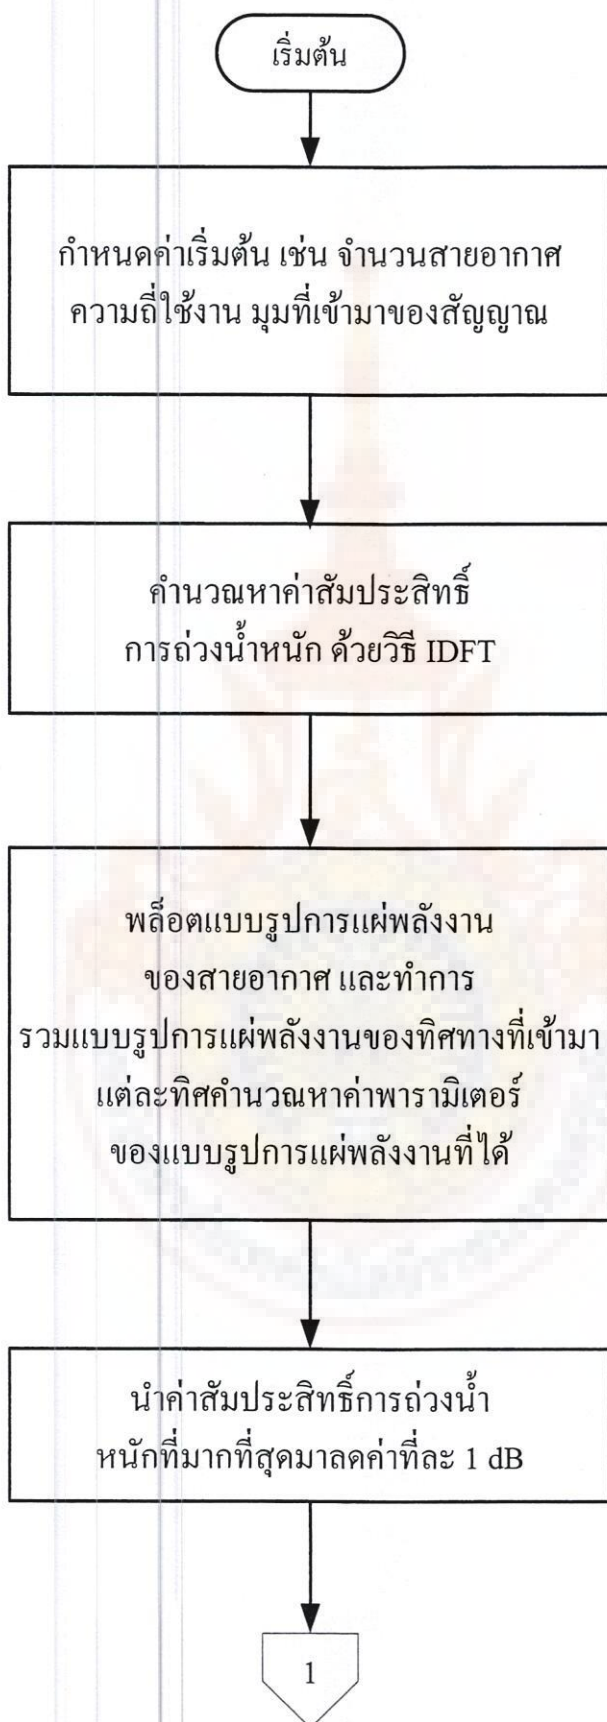 เริ่มต้น
กำหนดค่าเริ่มต้น เช่น จำนวนสายอากาศ
ความถี่ใช้งาน มุมที่เข้ามาของสัญญาณ
คำนวณหาค่าสัมประสิทธิ์
การถ่วงน้ำหนัก ด้วยวิธี IDFT
พล็อตแบบรูปการแผ่พลังงาน
ของสายอากาศ และทำการ
รวมแบบรูปการแผ่พลังงานของทิศทางที่เข้ามา
แต่ละทิศคำนวณหาค่าพารามิเตอร์
ของแบบรูปการแผ่พลังงานที่ได้
นำค่าสัมประสิทธิ์การถ่วงน้ำ
หนักที่มากที่สุดมาลดค่าที่ละ 1 dB
1